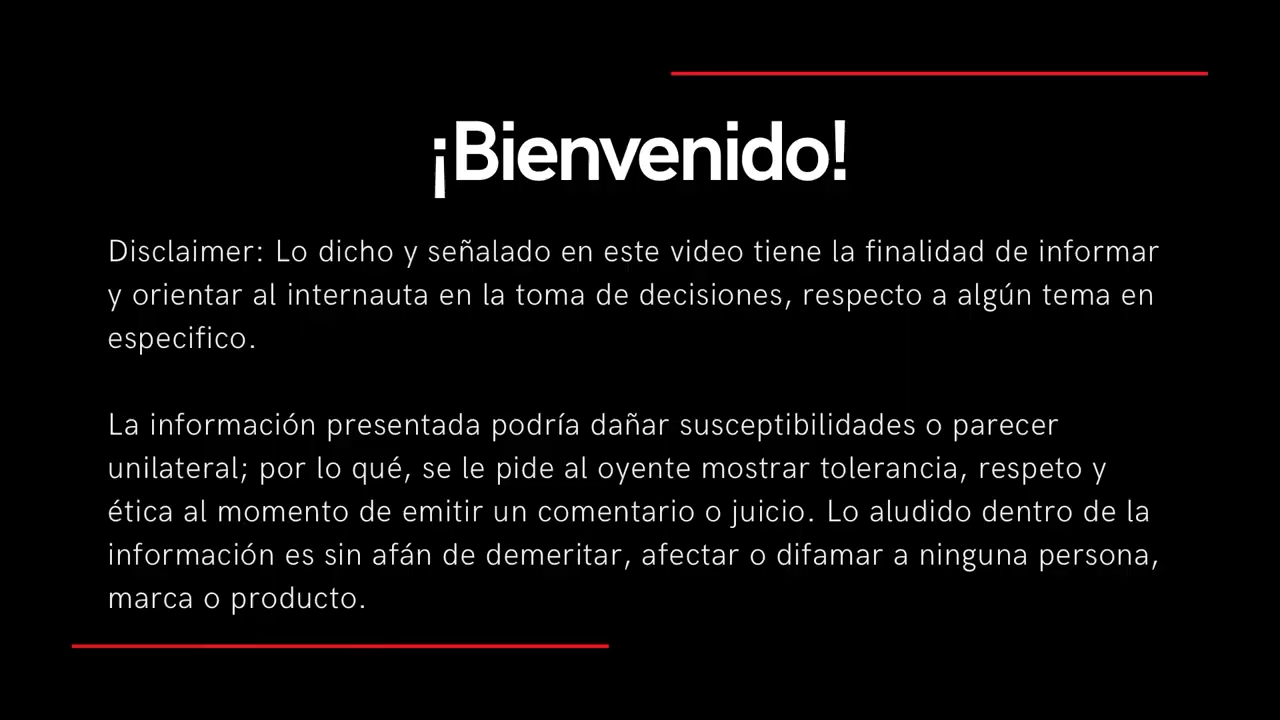 ¡Bienvenido!
Disclaimer: Lo dicho y señalado en este video tiene la finalidad de informar
y orientar al internauta en la toma de decisiones, respecto a algún tema en
especifico.
La información presentada podría dañar susceptibilidades o parecer
unilateral; por lo qué, se le pide al oyente mostrar tolerancia, respeto y
ética al momento de emitir un comentario o juicio. Lo aludido dentro de la
información es sin afán de demeritar, afectar o difamar a ninguna persona,
marca o producto.